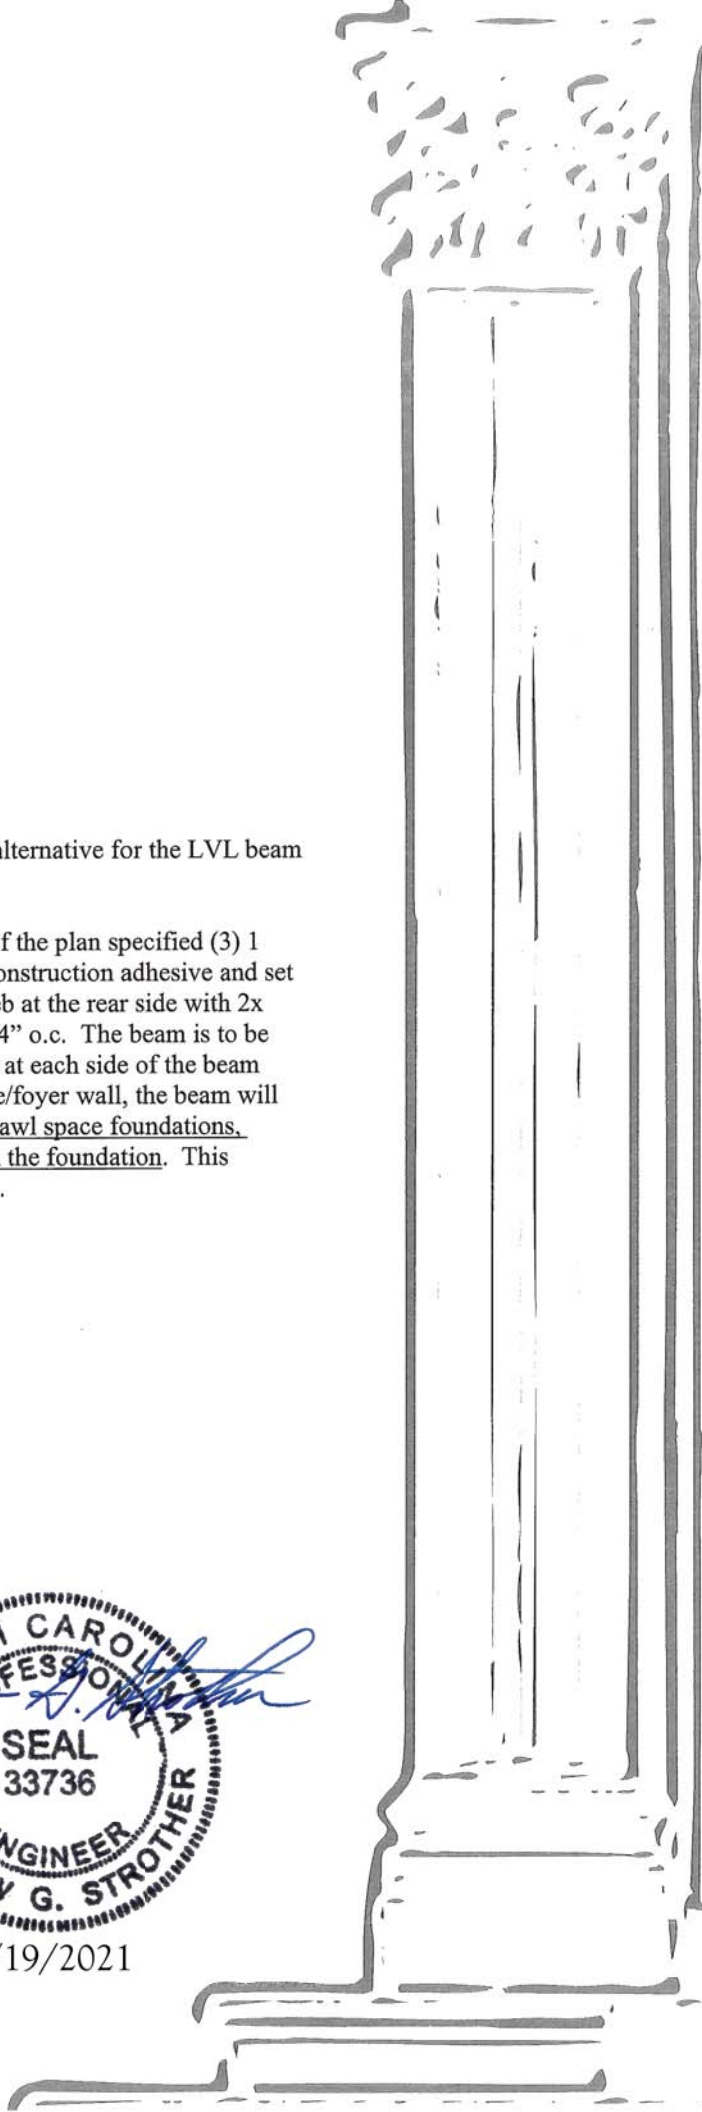 alternative for the LVL beam
f the plan specified (3) 1
onstruction adhesive and set
b at the rear side with 2x
4” o.c.  The beam is to be
at each side of the beam
e/foyer wall, the beam will
awl space foundations,
the foundation.  This
.
CAROLINA
FESSIONAL
SEAL
33736
NGINEER
G. STROTHER
/19/2021